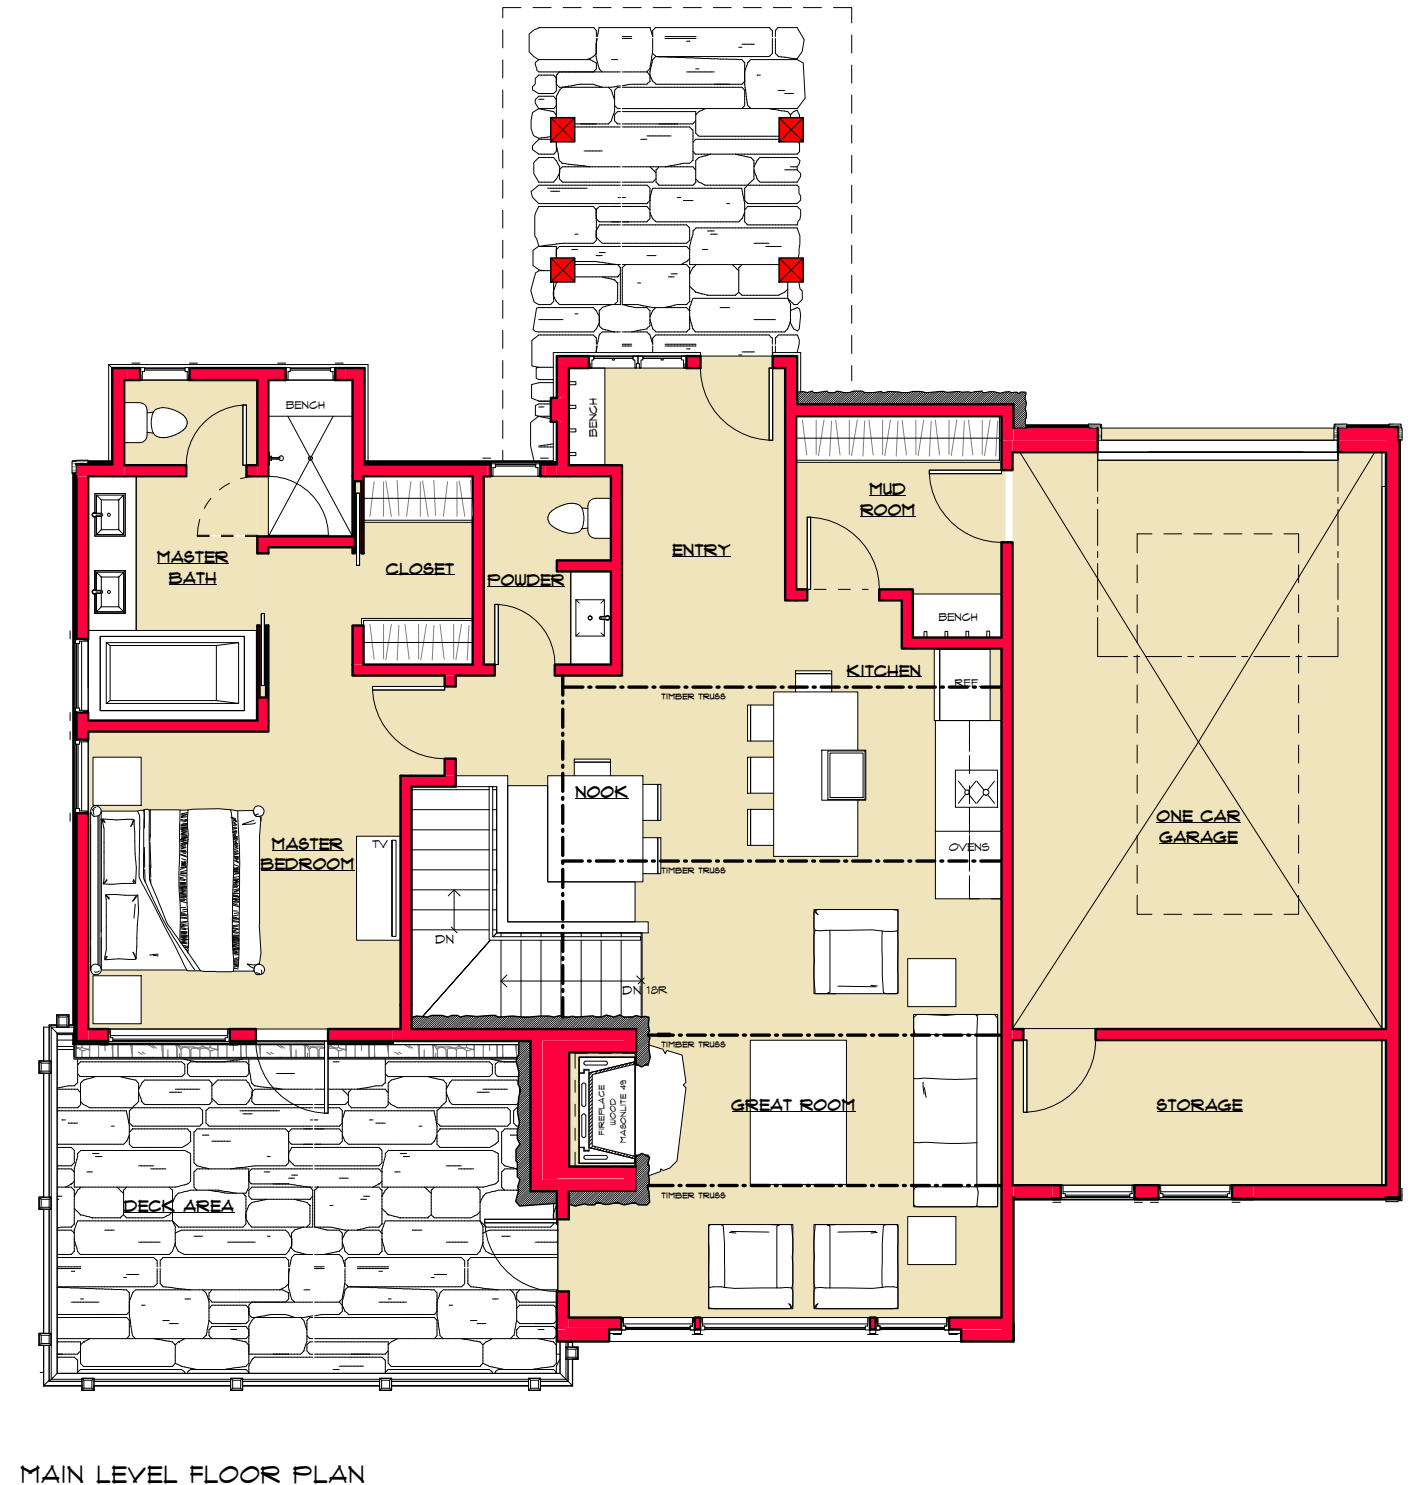 BENCH
BENCH
MUD
ROOM
ENTRY
MASTER
BATH
CLOSET
POWDER
BENCH
KITCHEN
REF
TIMBER TRUSS
NOOK
ONE CAR
GARAGE
MASTER
BEDROOM
TV
OVENS
TIMBER TRUSS
DN
DN 18R
TIMBER TRUSS
FIREPLACE
WOOD
MASONLITE 49
GREAT ROOM
STORAGE
TIMBER TRUSS
DECK AREA
MAIN LEVEL FLOOR PLAN